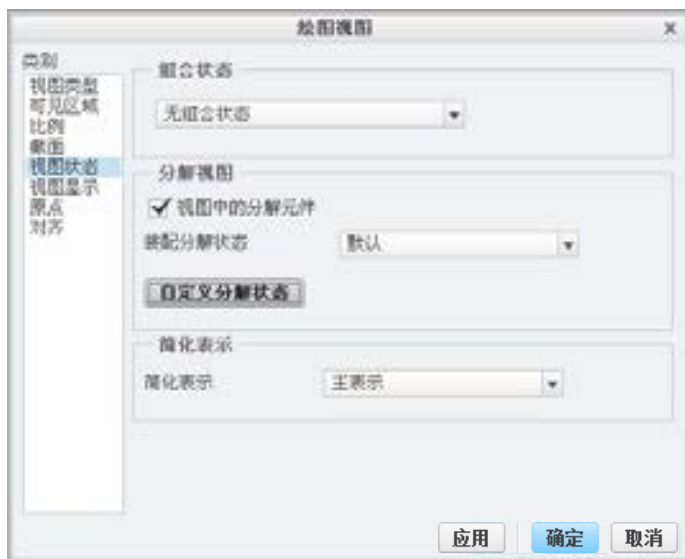 绘图视图
类别
视图类型
可见区域
比例
截面
视图状态
视图显示
原点
对齐
组合状态
无组合状态
分解视图
视图中的分解元件
装配分解状态
默认
自定义分解状态
简化表示
简化表示
主表示
应用
确定
取消